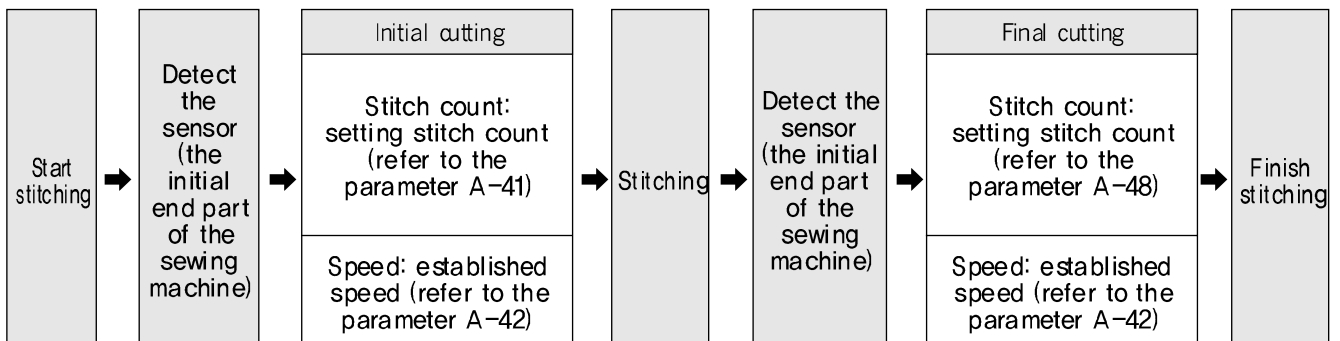 Start
stitching
Detect
the
sensor
(the
initial
end part
of the
sewing
machine)
Initial cutting
Stitch count:
setting stitch count
(refer to the
parameter A-41)
Speed: established
speed (refer to the
parameter A-42)
Stitching
Detect the
sensor
(the initial
end part
of the
sewing
machine)
Final cutting
Stitch count:
setting stitch count
(refer to the
parameter A-48)
Speed: established
speed (refer to the
parameter A-42)
Finish
stitching